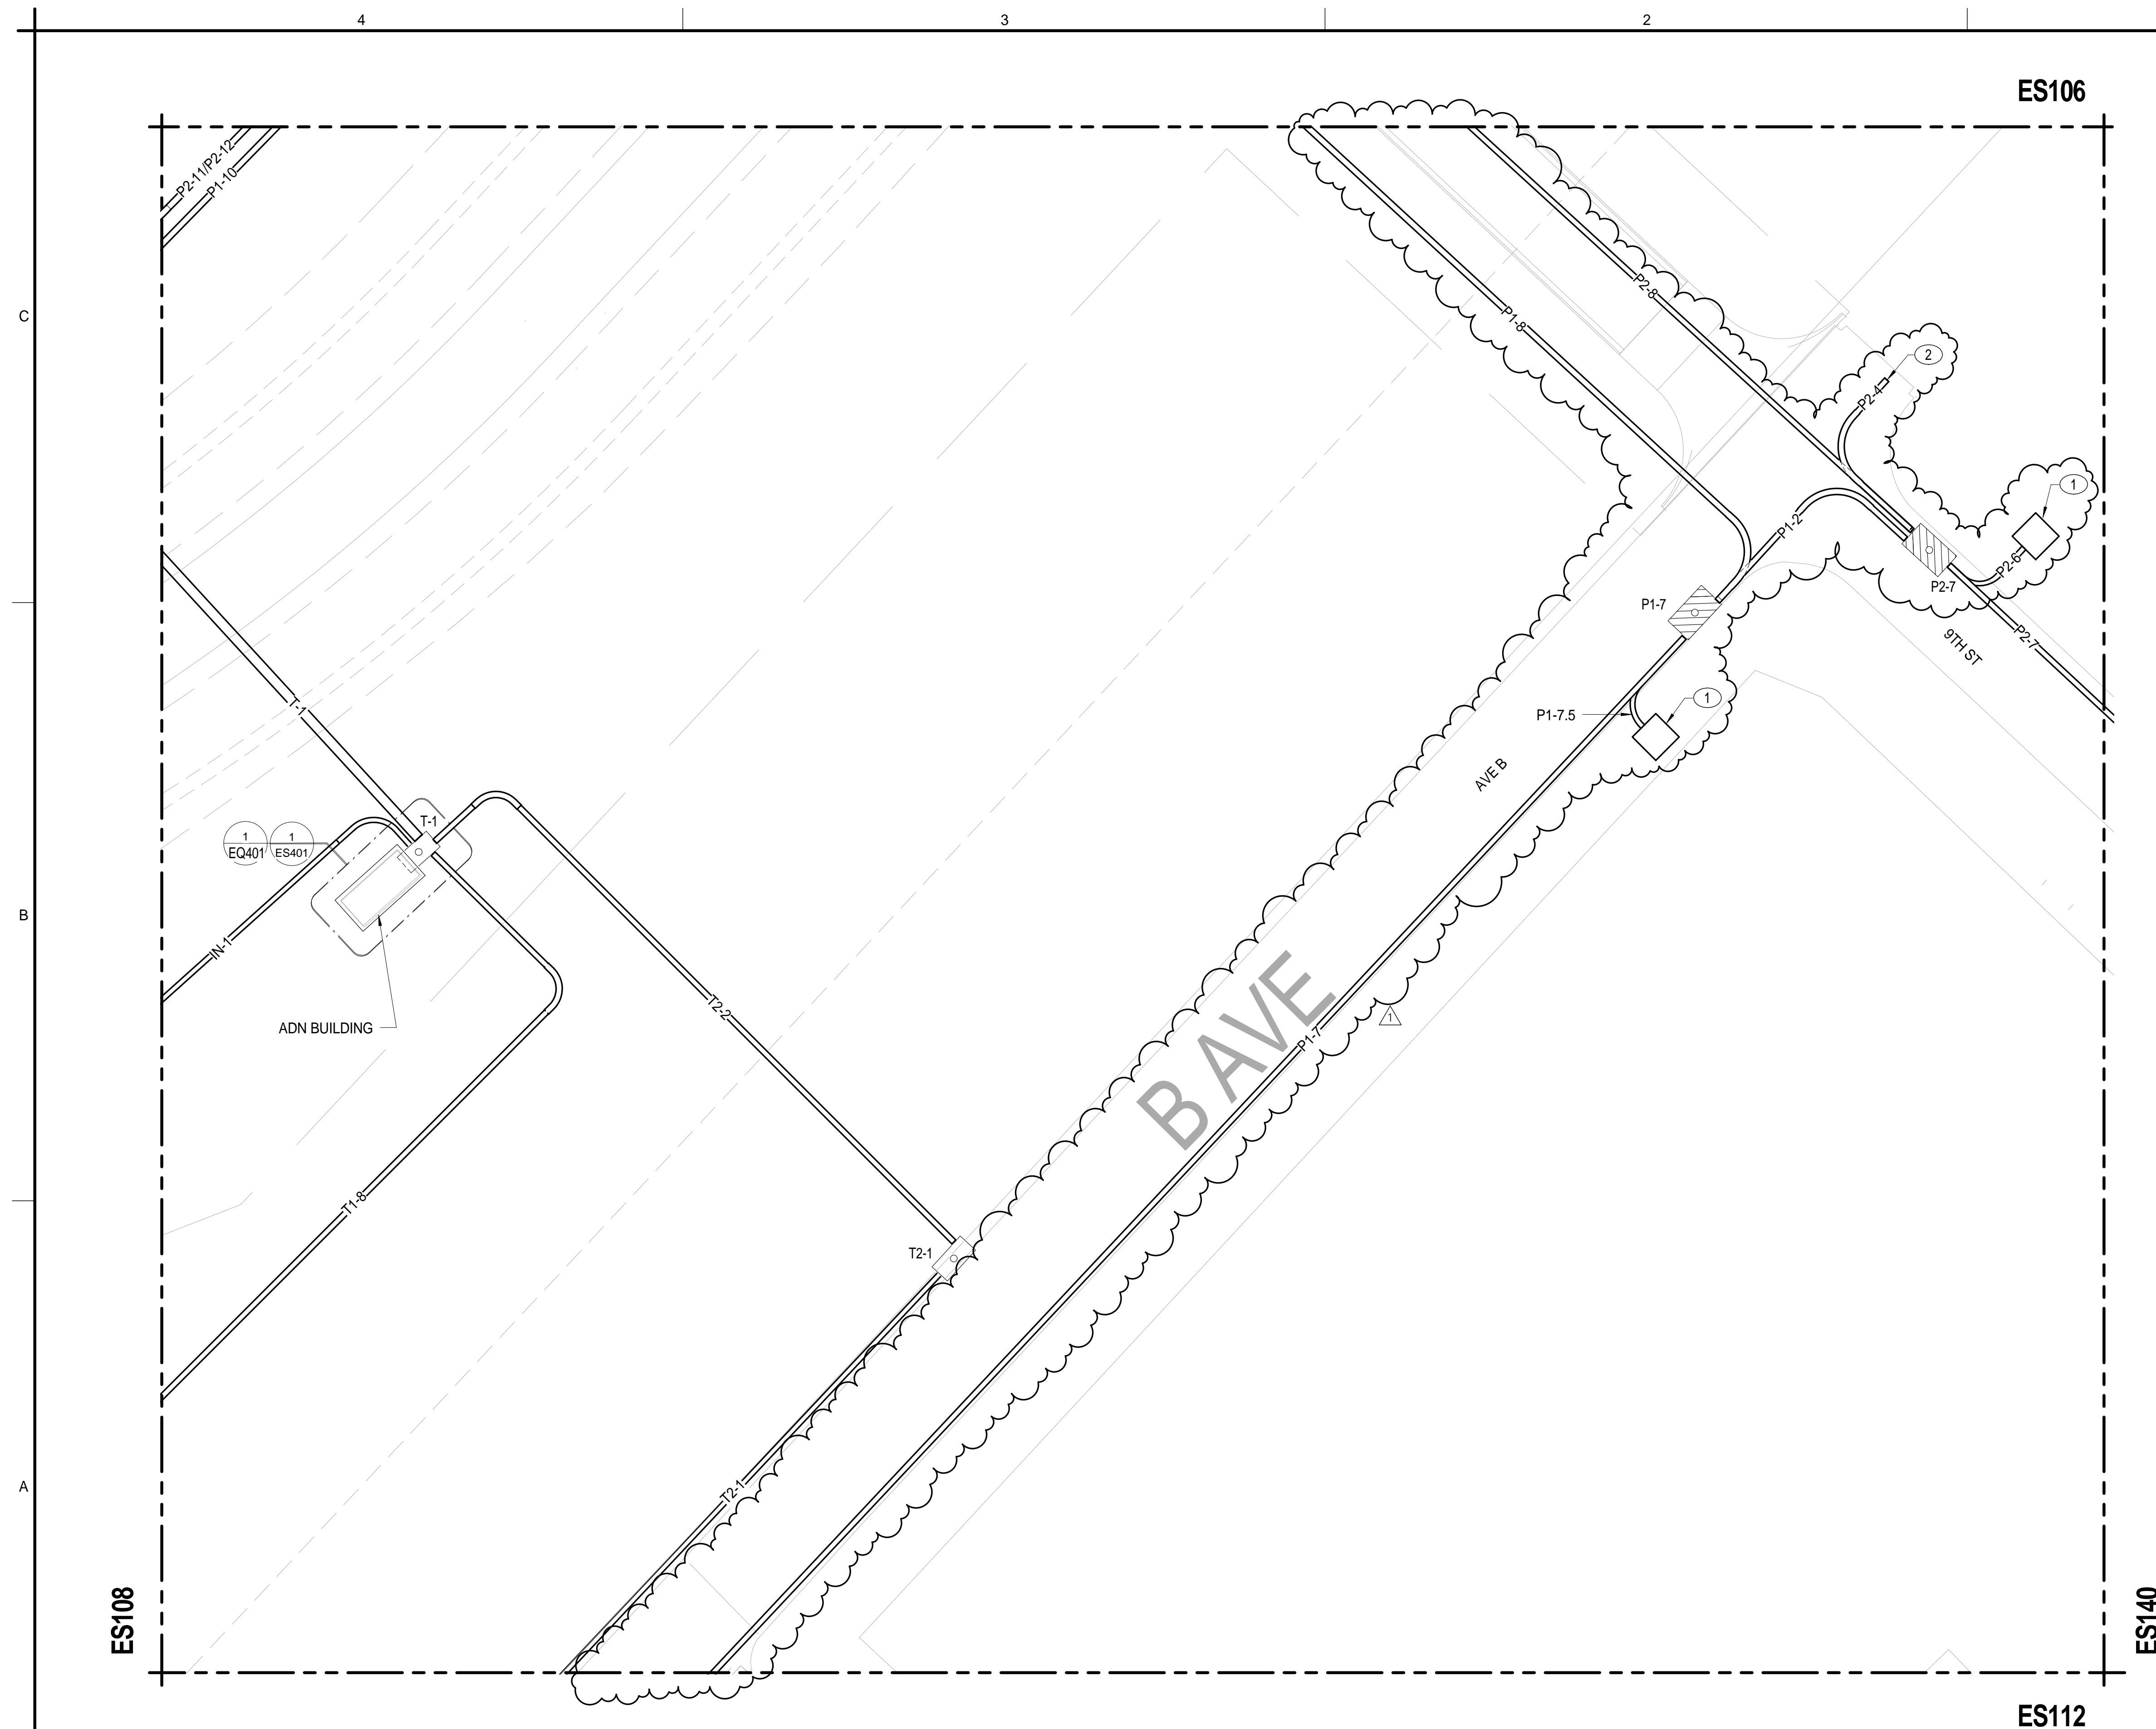 4
3
2
ES106
P2-11/P2-12
P1-10
C
P2-8
P1-8
2
P2-4
1
P1-2
P2-6
P2-7
P1-7
9TH ST
P2-7
T-1
1
P1-7.5
AVE B
T-1
1
EQ401
1
ES401
B
IN-1
T2-2
ADN BUILDING
B AVE
1
P1-7
T1-8
T2-1
A
T2-1
ES108
ES140
ES112